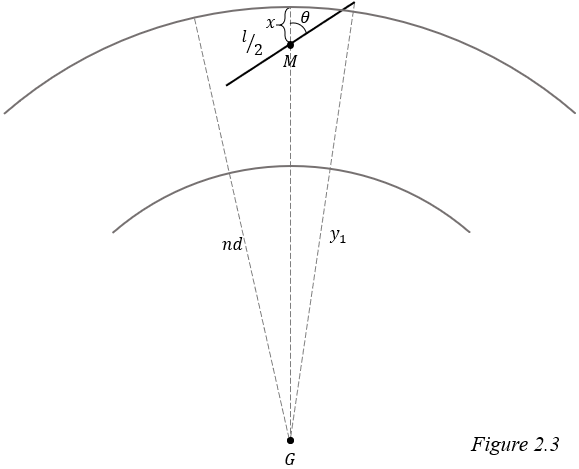 x
θ
l/2
M
nd
y₁
G
Figure 2.3